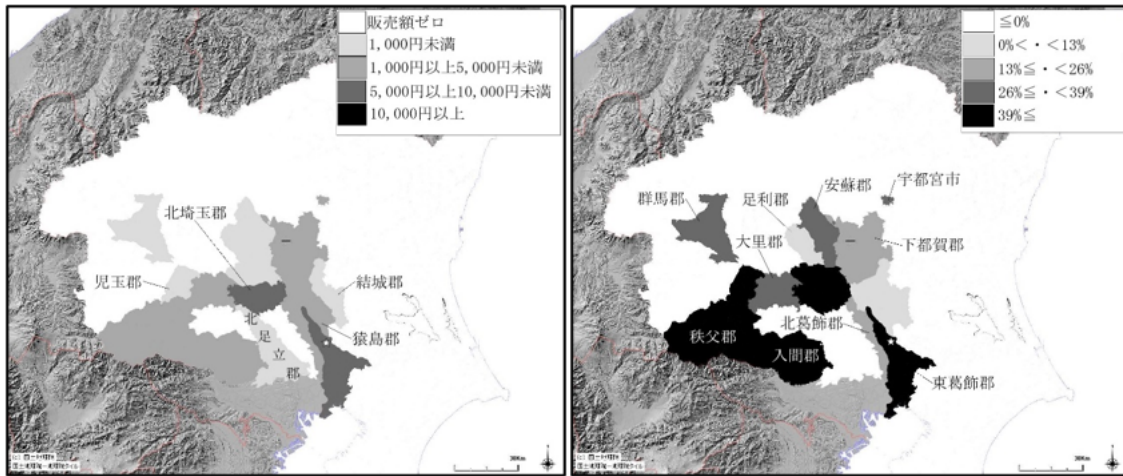 販売額ゼロ
1,000円未満
1,000円以上5,000円未満
5,000円以上10,000円未満
10,000円以上
北埼玉郡
児玉郡
結城郡
猿島郡
北足立郡
30Km
≦0%
0%<・<13%
13%≦・<26%
26%≦・<39%
39%≦
群馬郡
足利郡
安蘇郡
宇都宮市
大里郡
下都賀郡
北葛飾郡
秩父郡
入間郡
東葛飾郡
30Km